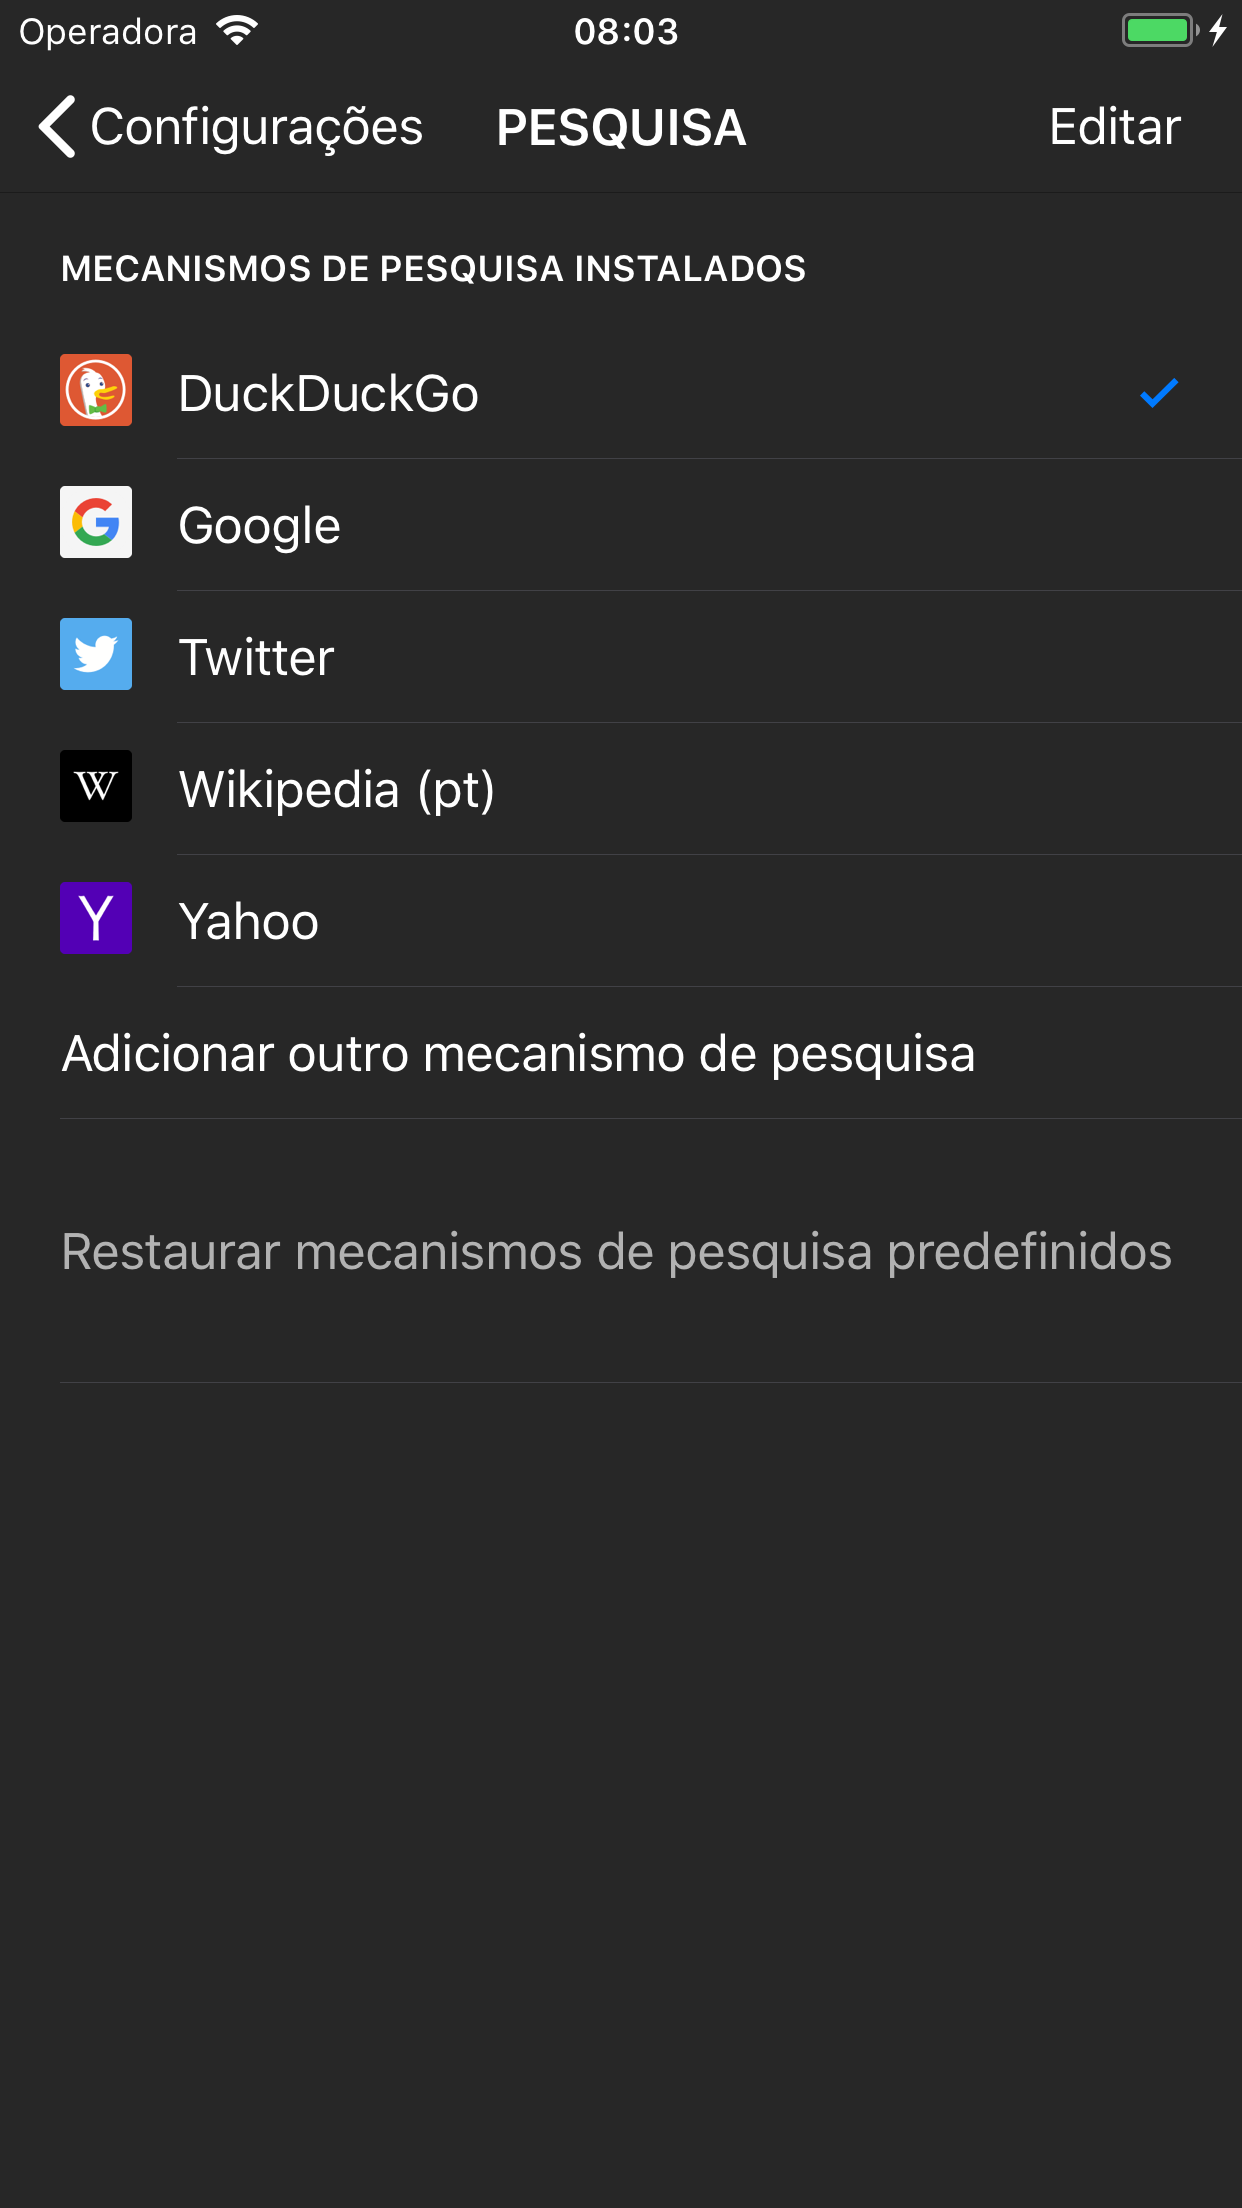 Operadora 08:03
Configurações PESQUISA Editar
MECANISMOS DE PESQUISA INSTALADOS
DuckDuckGo
G Google
Twitter
W Wikipedia (pt)
Y Yahoo
Adicionar outro mecanismo de pesquisa
Restaurar mecanismos de pesquisa predefinidos